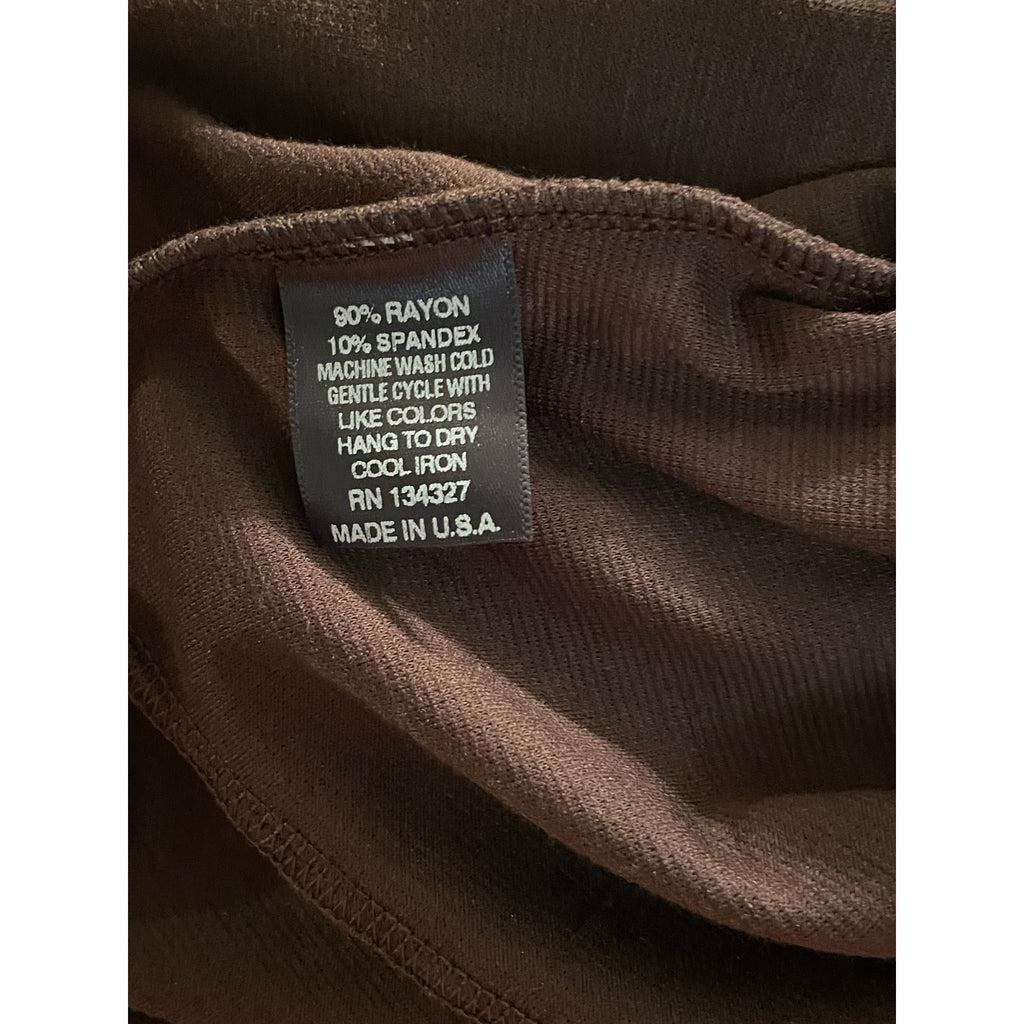 90% RAYON
10% SPANDEX
MACHINE WASH COLD
GENTLE CYCLE WITH
LIKE COLORS
HANG TO DRY
COOL IRON
RN 134327
MADE IN U.S.A.